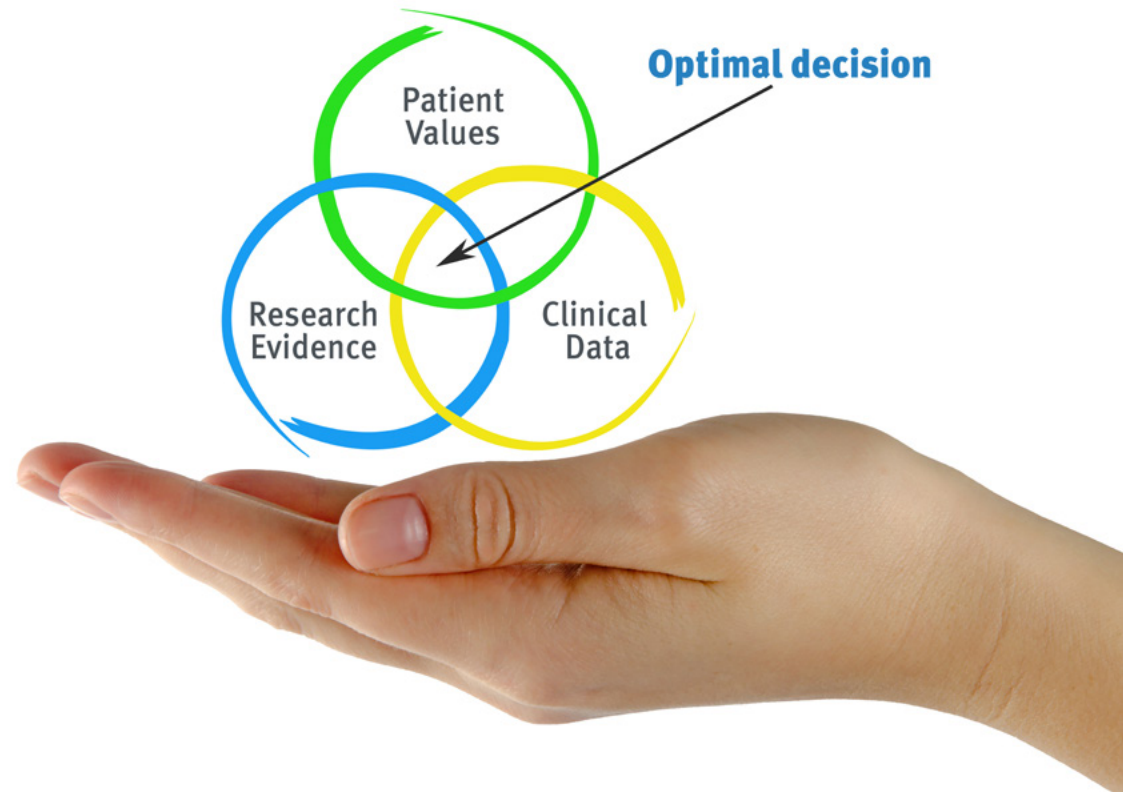 Optimal decision
Patient
Values
Research
Evidence
Clinical
Data